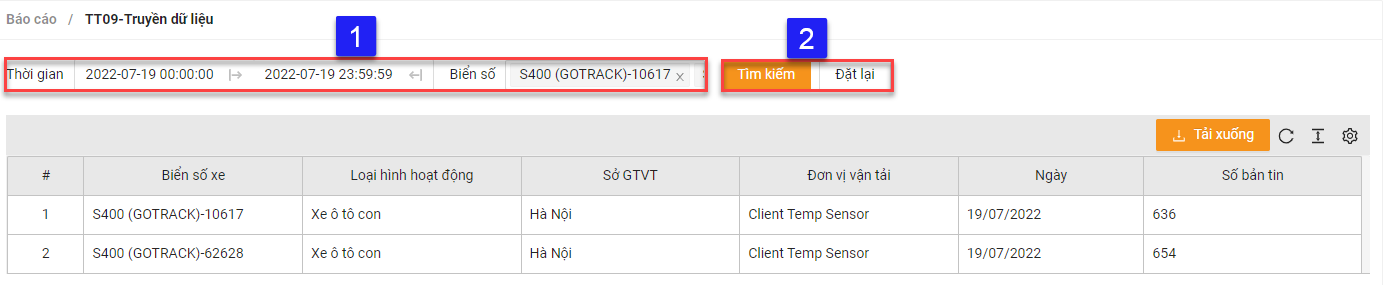 Báo cáo / TT09-Truyền dữ liệu
1 2
Thời gian 2022-07-19 00:00:00 2022-07-19 23:59:59 Biển số S400 (GOTRACK)-10617 x Tìm kiếm Đặt lại
Tải xuống
# Biển số xe Loại hình hoạt động Sở GTVT Đơn vị vận tải Ngày Số bản tin
1 S400 (GOTRACK)-10617 Xe ô tô con Hà Nội Client Temp Sensor 19/07/2022 636
2 S400 (GOTRACK)-62628 Xe ô tô con Hà Nội Client Temp Sensor 19/07/2022 654